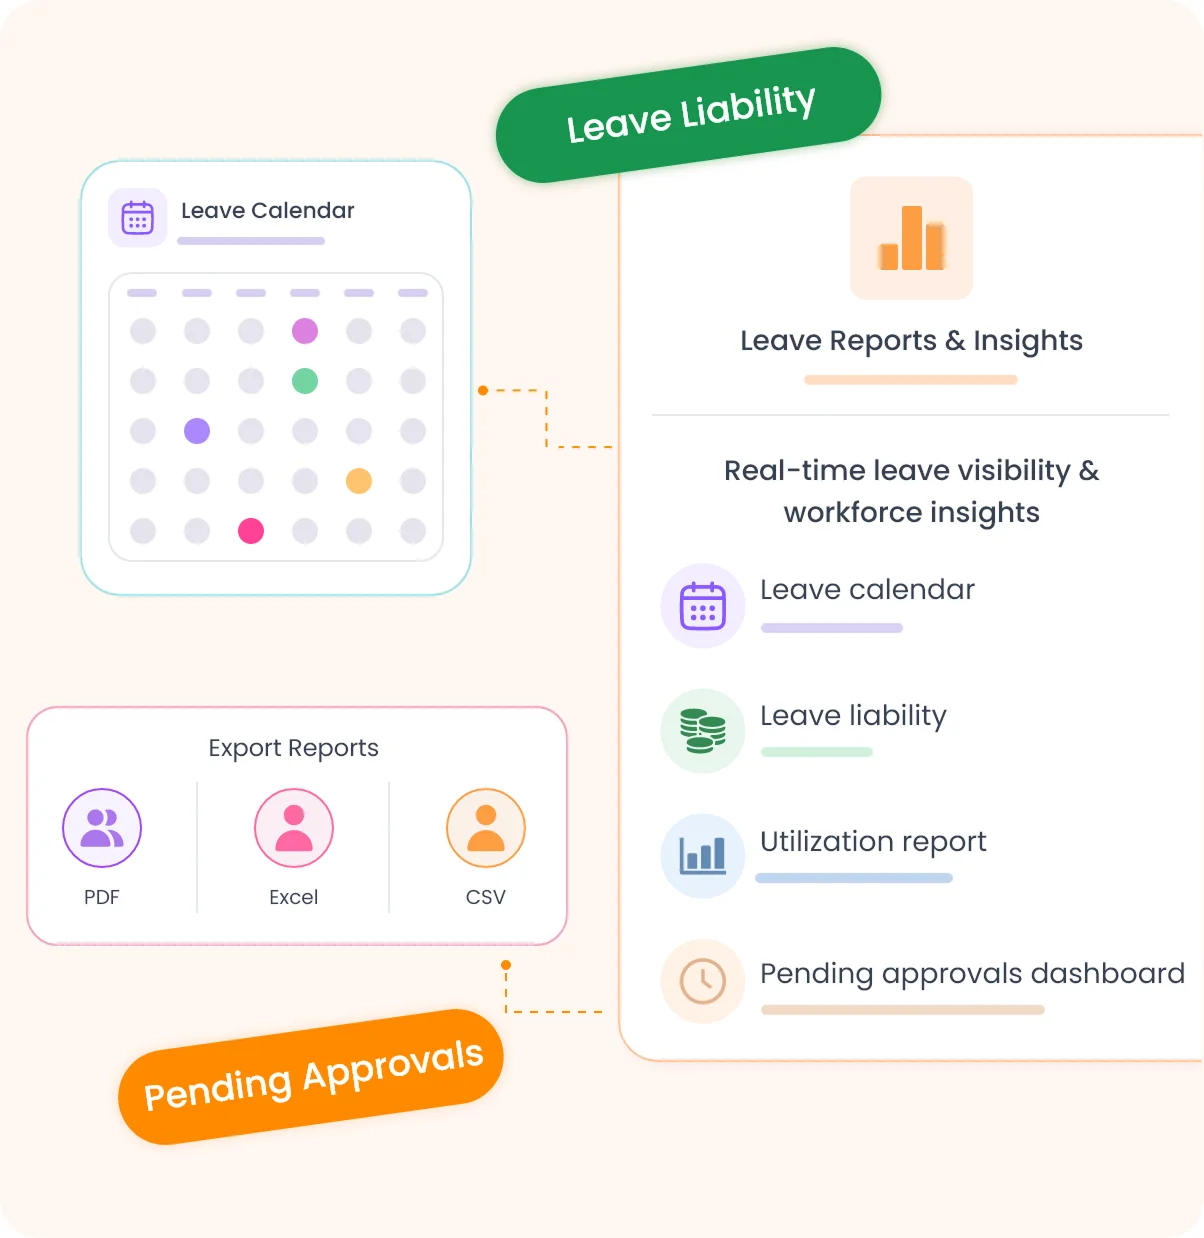 Leave Liability
Leave Calendar
Leave Reports & Insights
Real-time leave visibility &
workforce insights
Leave calendar
Leave liability
Utilization report
Pending approvals dashboard
Export Reports
PDF
Excel
CSV
Pending Approvals